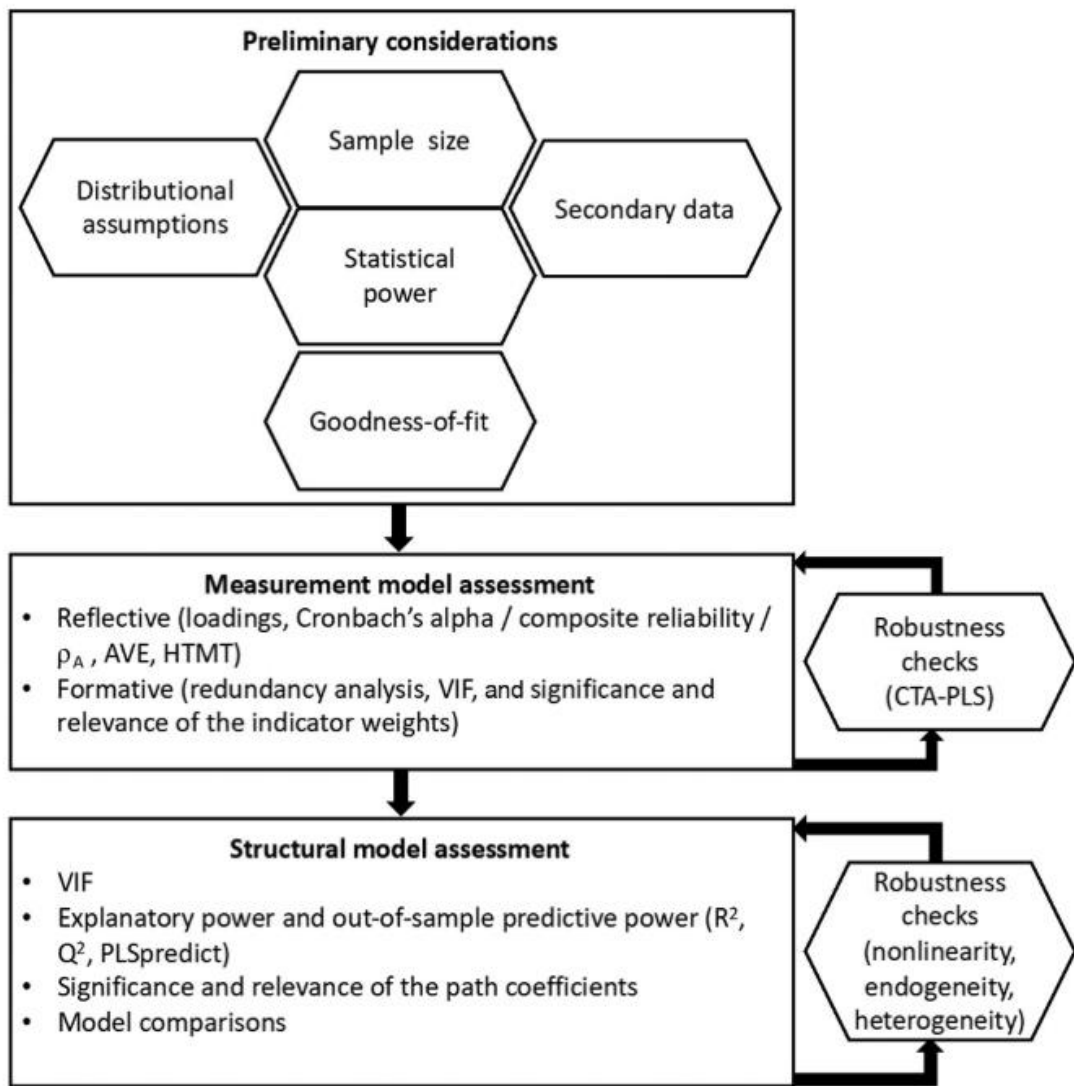 Preliminary considerations
Sample size
Distributional
assumptions
Secondary data
Statistical
power
Goodness-of-fit
Measurement model assessment
• Reflective (loadings, Cronbach’s alpha / composite reliability /
ρA , AVE, HTMT)
• Formative (redundancy analysis, VIF, and significance and
relevance of the indicator weights)
Robustness
checks
(CTA-PLS)
Structural model assessment
• VIF
• Explanatory power and out-of-sample predictive power (R²,
Q², PLSpredict)
• Significance and relevance of the path coefficients
• Model comparisons
Robustness
checks
(nonlinearity,
endogeneity,
heterogeneity)